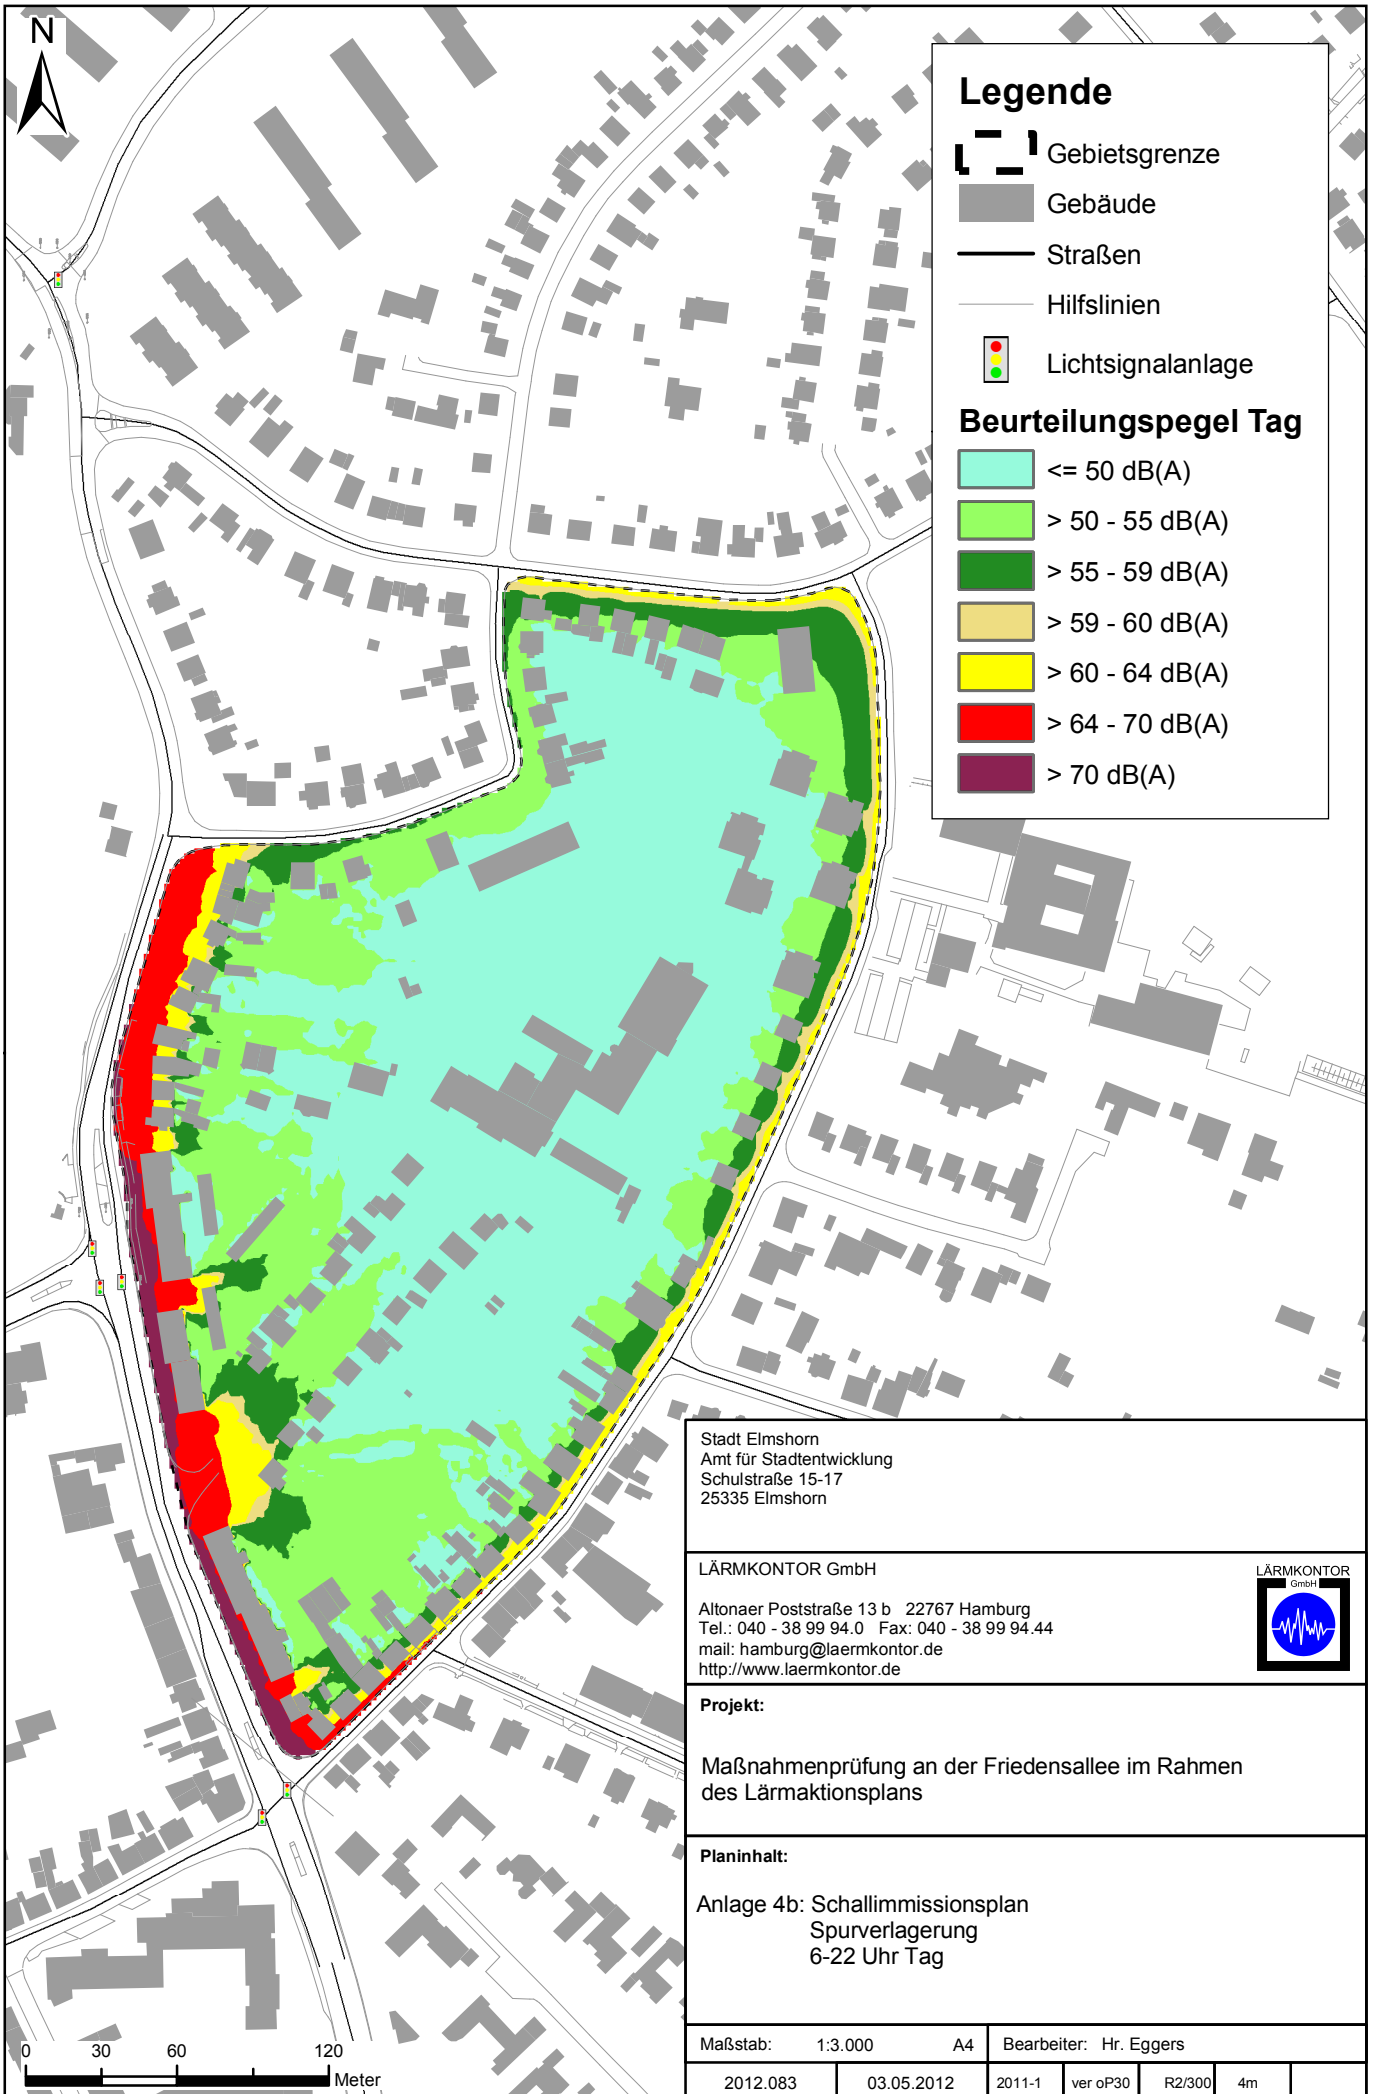 N
Legende
Gebietsgrenze
Gebäude
Straßen
Hilfslinien
Lichtsignalanlage
Beurteilungspegel Tag
<= 50 dB(A)
> 50 - 55 dB(A)
> 55 - 59 dB(A)
> 59 - 60 dB(A)
> 60 - 64 dB(A)
> 64 - 70 dB(A)
> 70 dB(A)
Stadt Elmshorn
Amt für Stadtentwicklung
Schulstraße 15-17
25335 Elmshorn
LÄRMKONTOR GmbH
Altonaer Poststraße 13 b 22767 Hamburg
Tel.: 040 - 38 99 94.0 Fax: 040 - 38 99 94.44
mail: hamburg@laermkontor.de
http://www.laermkontor.de
LÄRMKONTOR
GmbH
Projekt:
Maßnahmenprüfung an der Friedensallee im Rahmen
des Lärmaktionsplans
Planinhalt:
Anlage 4b: Schallimmissionsplan
Spurverlagerung
6-22 Uhr Tag
Maßstab: 1:3.000 A4 Bearbeiter: Hr. Eggers
2012.083 03.05.2012 2011-1 ver oP30 R2/300 4m
0 30 60 120
Meter